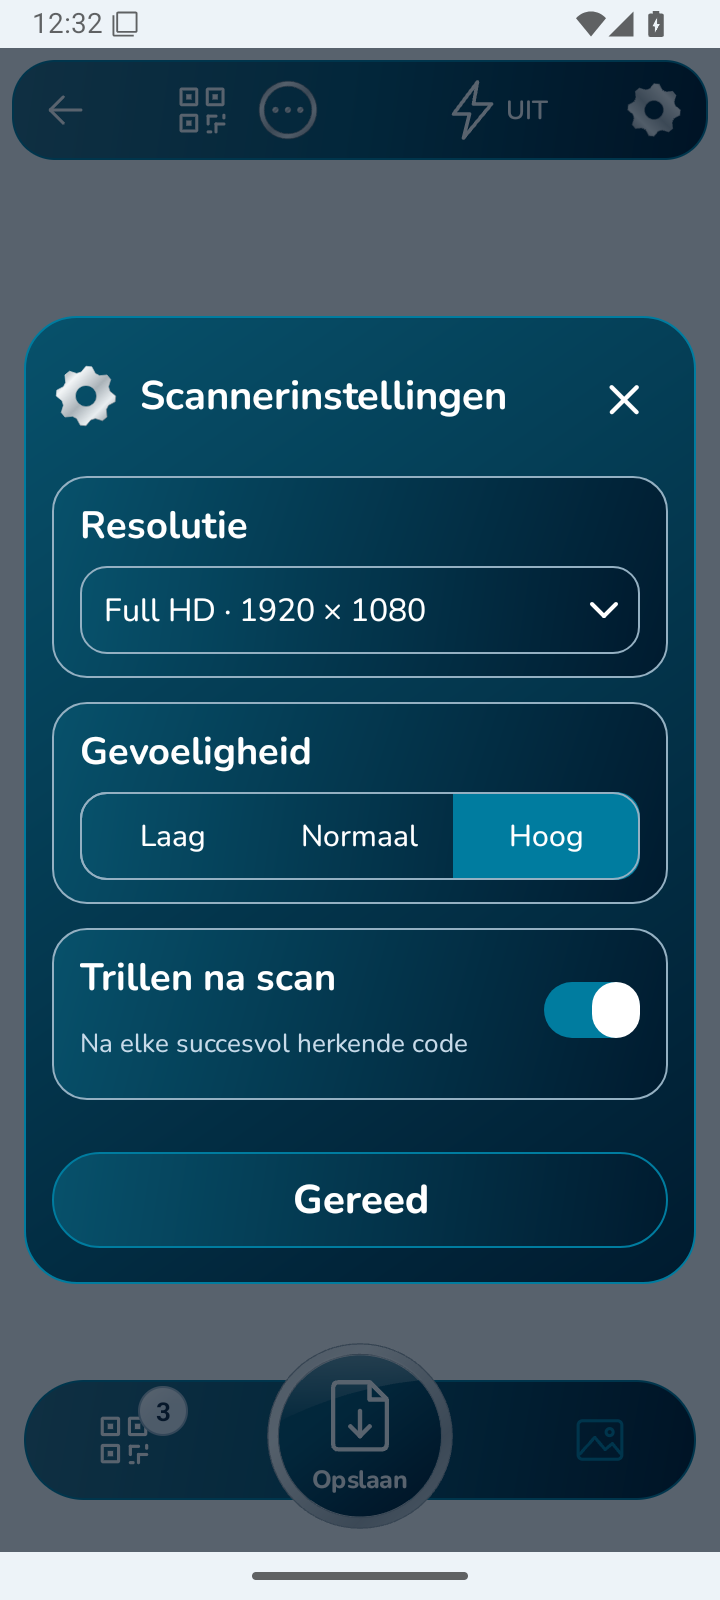 12:32
UIT
Scannerinstellingen
Resolutie
Full HD · 1920 × 1080
Gevoeligheid
Laag Normaal Hoog
Trillen na scan
Na elke succesvol herkende code
Gereed
3
Opslaan